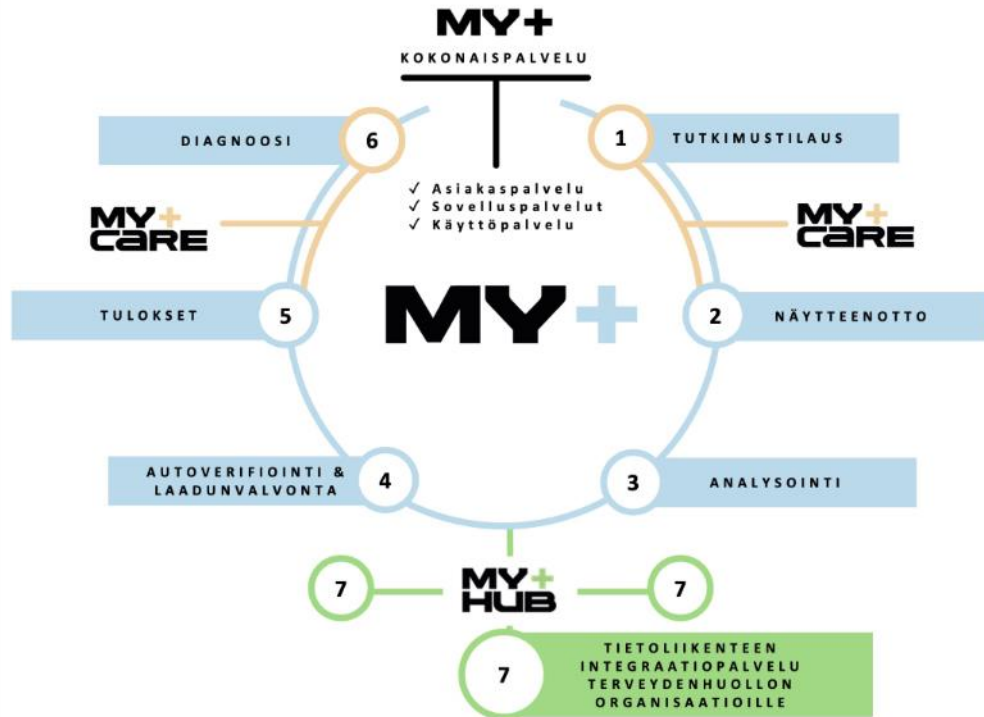 MY+
KOKONAISPALVELU
DIAGNOOSI
6
1
TUTKIMUSTILAUS
✓ Asiakaspalvelu
✓ Sovelluspalvelut
✓ Käyttöpalvelu
MY+
CARE
MY+
CARE
TULOKSET
5
MY+
2
NÄYTTEENOTTO
AUTOVERIFIOINTI &
LAADUNVALVONTA
4
3
ANALYSOINTI
7
MY+
HUB
7
7
TIETOLIIKENTEEN
INTEGRAATIOPALVELU
TERVEYDENHUOLLON
ORGANISAATIOILLE